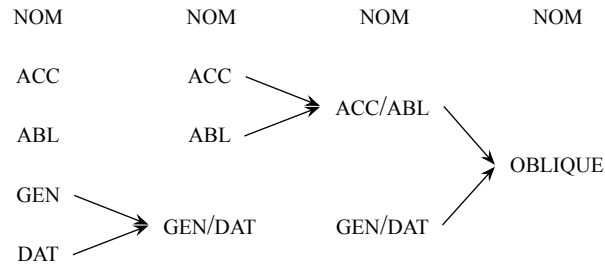 NOM NOM NOM NOM
ACC ACC
ACC/ABL
ABL ABL
OBLIQUE
GEN
GEN/DAT GEN/DAT
DAT